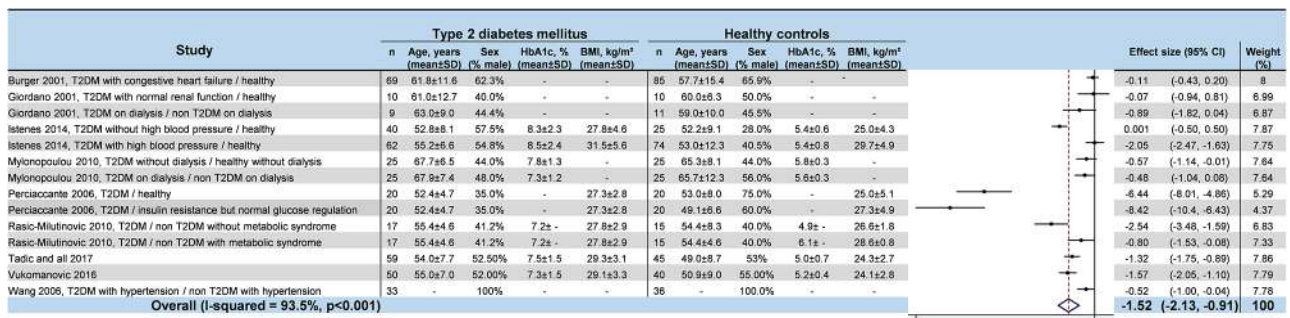 Type 2 diabetes mellitus Healthy controls
Study n Age, years (mean±SD) Sex (% male) HbA1c, % (mean±SD) BMI, kg/m² (mean±SD) n Age, years (mean±SD) Sex (% male) HbA1c, % (mean±SD) BMI, kg/m² (mean±SD) Effect size (95% CI) Weight (%)
Burger 2001, T2DM with congestive heart failure / healthy 69 61.8±11.6 62.3% - - 85 57.7±15.4 65.9% - - -0.11 (-0.43, 0.20) 8
Giordano 2001, T2DM with normal renal function / healthy 10 61.0±12.7 40.0% - - 10 60.0±6.3 50.0% - - -0.07 (-0.94, 0.81) 6.99
Giordano 2001, T2DM on dialysis / non T2DM on dialysis 9 63.0±9.0 44.4% - - 11 59.0±10.0 45.5% - - -0.89 (-1.82, 0.04) 6.87
Istenes 2014, T2DM without high blood pressure / healthy 40 52.8±8.1 57.5% 8.3±2.3 27.8±4.6 25 52.2±9.1 28.0% 5.4±0.6 25.0±4.3 0.001 (-0.50, 0.50) 7.87
Istenes 2014, T2DM with high blood pressure / healthy 62 55.2±6.6 54.8% 8.5±2.4 31.5±5.6 74 53.0±12.3 40.5% 5.4±0.8 29.7±4.9 -2.05 (-2.47, -1.63) 7.75
Mylonopoulou 2010, T2DM without dialysis / healthy without dialysis 25 67.7±6.5 44.0% 7.8±1.3 - 25 65.3±8.1 44.0% 5.8±0.3 - -0.57 (-1.14, -0.01) 7.64
Mylonopoulou 2010, T2DM on dialysis / non T2DM on dialysis 25 67.9±7.4 44.0% 7.3±1.2 - 25 65.7±12.3 56.0% 5.6±0.3 - -0.48 (-1.04, 0.08) 7.64
Perciaccante 2006, T2DM / healthy 20 52.4±4.7 35.0% - 27.3±2.8 20 53.0±8.0 75.0% - 25.0±5.1 -6.44 (-8.01, -4.86) 5.29
Perciaccante 2006, T2DM / insulin resistance but normal glucose regulation 20 52.4±4.7 35.0% - 27.3±2.8 20 49.1±6.6 60.0% - 27.3±4.9 -8.42 (-10.4, -6.43) 4.37
Rasic-Milutinovic 2010, T2DM / non T2DM without metabolic syndrome 17 55.4±4.6 41.2% 7.2± - 27.8±2.9 15 54.4±8.3 40.0% 4.9± - 26.6±1.8 -2.54 (-3.48, -1.59) 6.83
Rasic-Milutinovic 2010, T2DM / non T2DM with metabolic syndrome 17 55.4±4.6 41.2% 7.2± - 27.8±2.9 15 54.4±4.6 40.0% 6.1± - 28.6±0.8 -0.80 (-1.53, -0.08) 7.33
Tadic and all 2017 59 54.0±7.7 52.50% 7.5±1.5 29.3±3.1 45 49.0±8.7 53% 5.0±0.7 24.3±2.7 -1.32 (-1.75, -0.89) 7.86
Vukomanovic 2016 50 55.0±7.0 52.00% 7.3±1.5 29.1±3.3 40 50.9±9.0 55.00% 5.2±0.4 24.1±2.8 -1.57 (-2.05, -1.10) 7.79
Wang 2006, T2DM with hypertension / non T2DM with hypertension 33 - 100% - - 36 - 100.0% - - -0.52 (-1.00, -0.04) 7.78
Overall (I-squared = 93.5%, p<0.001) -1.52 (-2.13, -0.91) 100